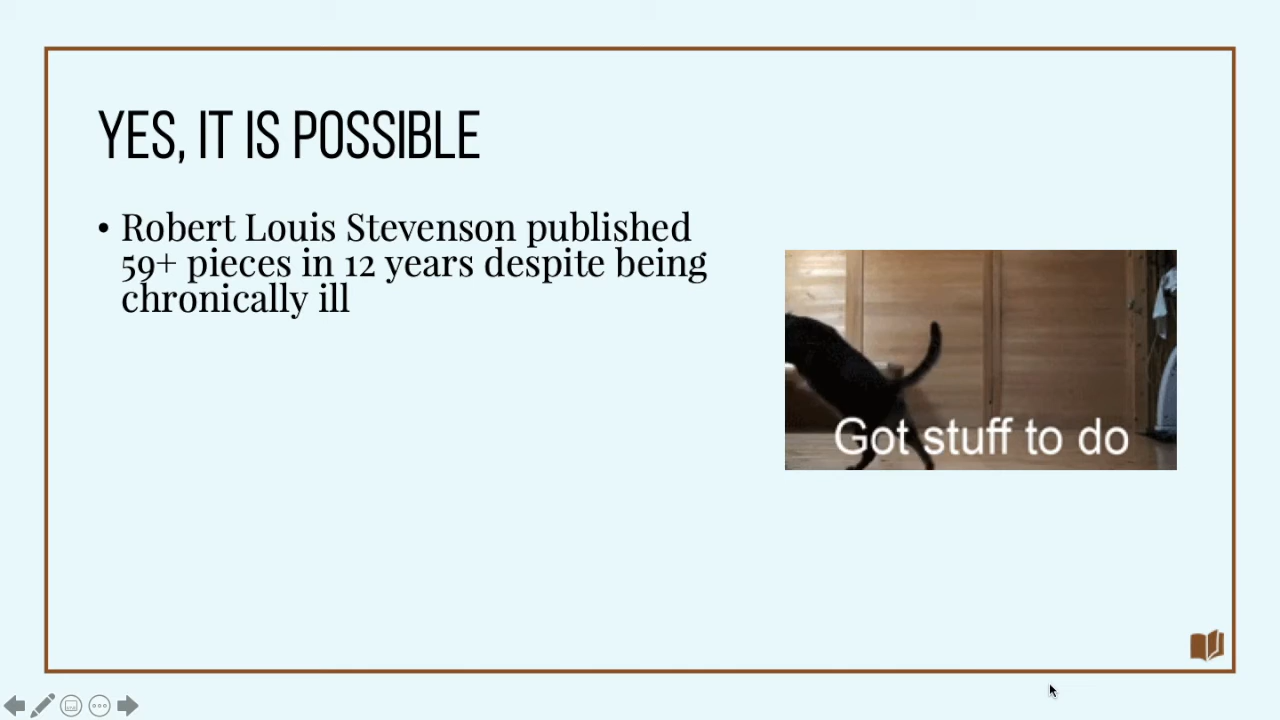 YES, IT IS POSSIBLE
• Robert Louis Stevenson published
59+ pieces in 12 years despite being
chronically ill
Got stuff to do